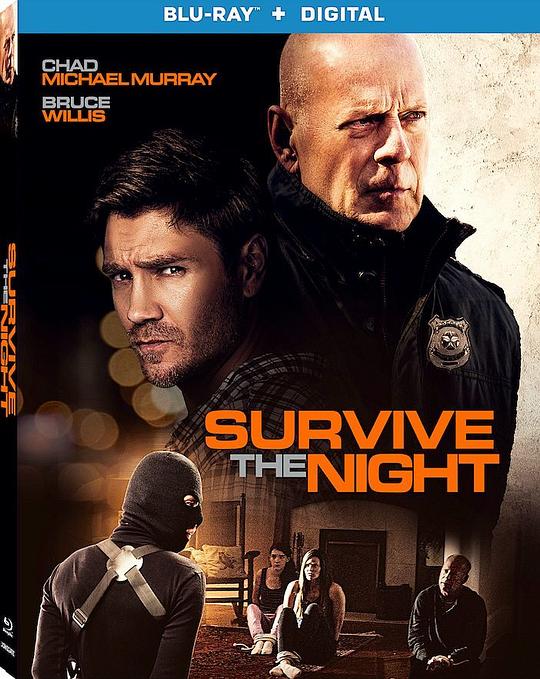 BLU-RAY™ + DIGITAL
CHAD
MICHAEL MURRAY
BRUCE
WILLIS
SURVIVE
THE NIGHT
SURVIVE
THE NIGHT